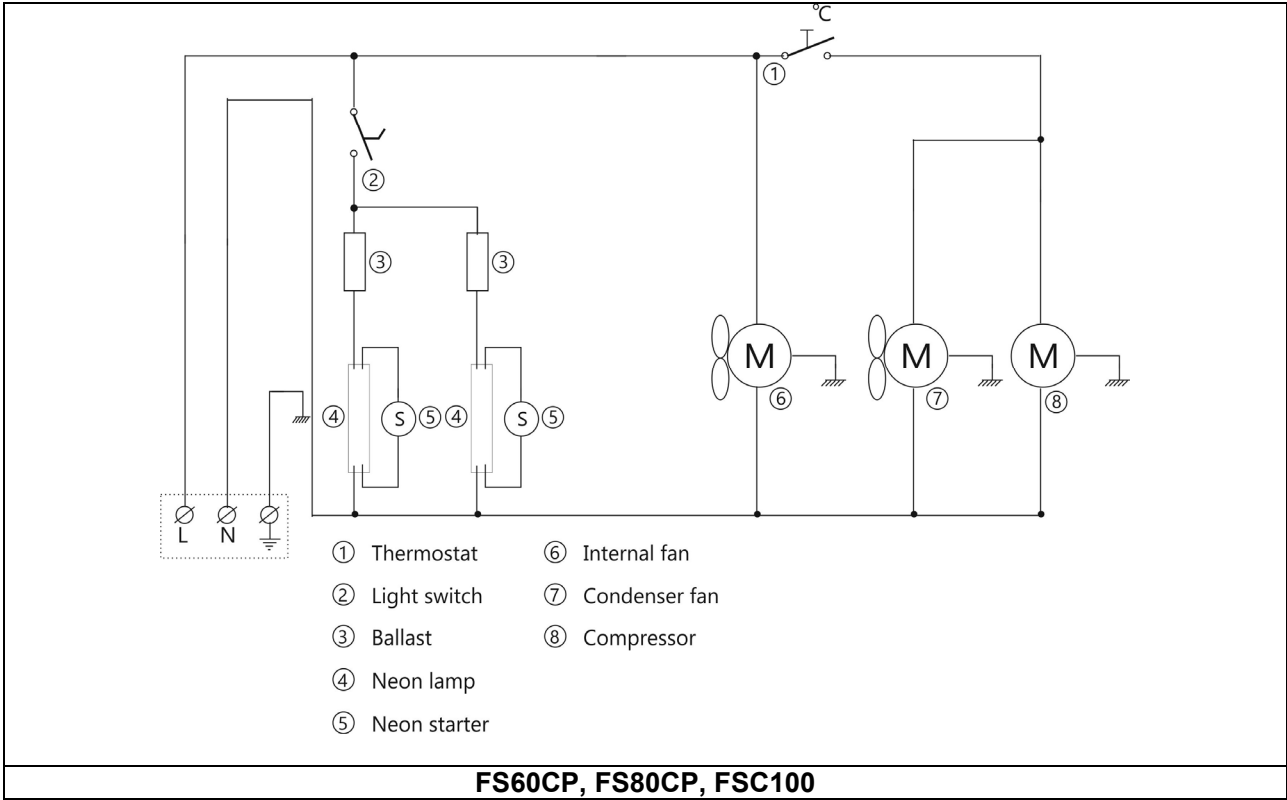 °C
①
②
③ ③
M M M
④ S ⑤ ④ S ⑤
⑥ ⑦ ⑧
L N
① Thermostat ⑥ Internal fan
② Light switch ⑦ Condenser fan
③ Ballast ⑧ Compressor
④ Neon lamp
⑤ Neon starter
FS60CP, FS80CP, FSC100